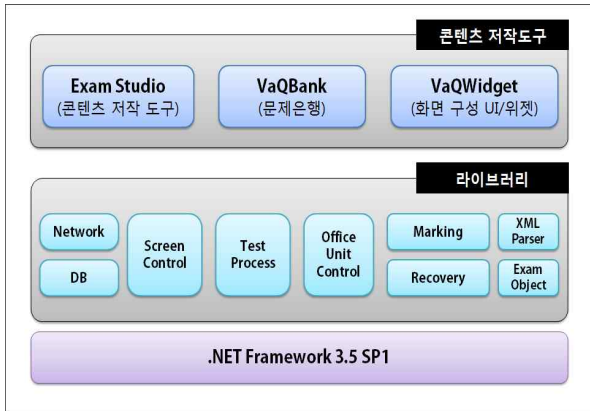 콘텐츠 저작도구
Exam Studio
(콘텐츠 저작 도구)
VaQBank
(문제은행)
VaQWidget
(화면 구성 UI/위젯)
라이브러리
Network
DB
Screen
Control
Test
Process
Office
Unit
Control
Marking
Recovery
XML
Parser
Exam
Object
.NET Framework 3.5 SP1